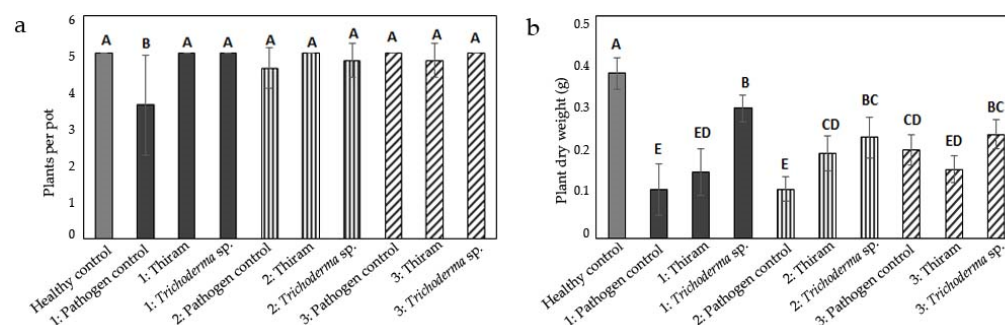 a
Plants per pot
6
5
4
3
2
1
0
A
B
A
A
A
A
A
A
A
A
Healthy control
1: Pathogen control
1: Thiram
1: Trichoderma sp.
2: Pathogen control
2: Thiram
2: Trichoderma sp.
3: Pathogen control
3: Thiram
3: Trichoderma sp.
b
Plant dry weight (g)
0.5
0.4
0.3
0.2
0.1
0
A
E
ED
B
E
CD
BC
CD
ED
BC
Healthy control
1: Pathogen control
1: Thiram
1: Trichoderma sp.
2: Pathogen control
2: Thiram
2: Trichoderma sp.
3: Pathogen control
3: Thiram
3: Trichoderma sp.